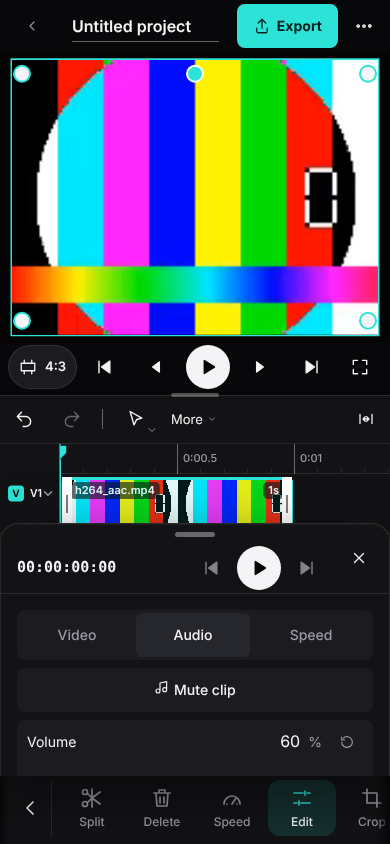 Untitled project
Export
4:3
More
0:00.5
0:01
V
V1
h264_aac.mp4
1s
0
00:00:00:00
Video
Audio
Speed
Mute clip
Volume
60 %
Split
Delete
Speed
Edit
Crop